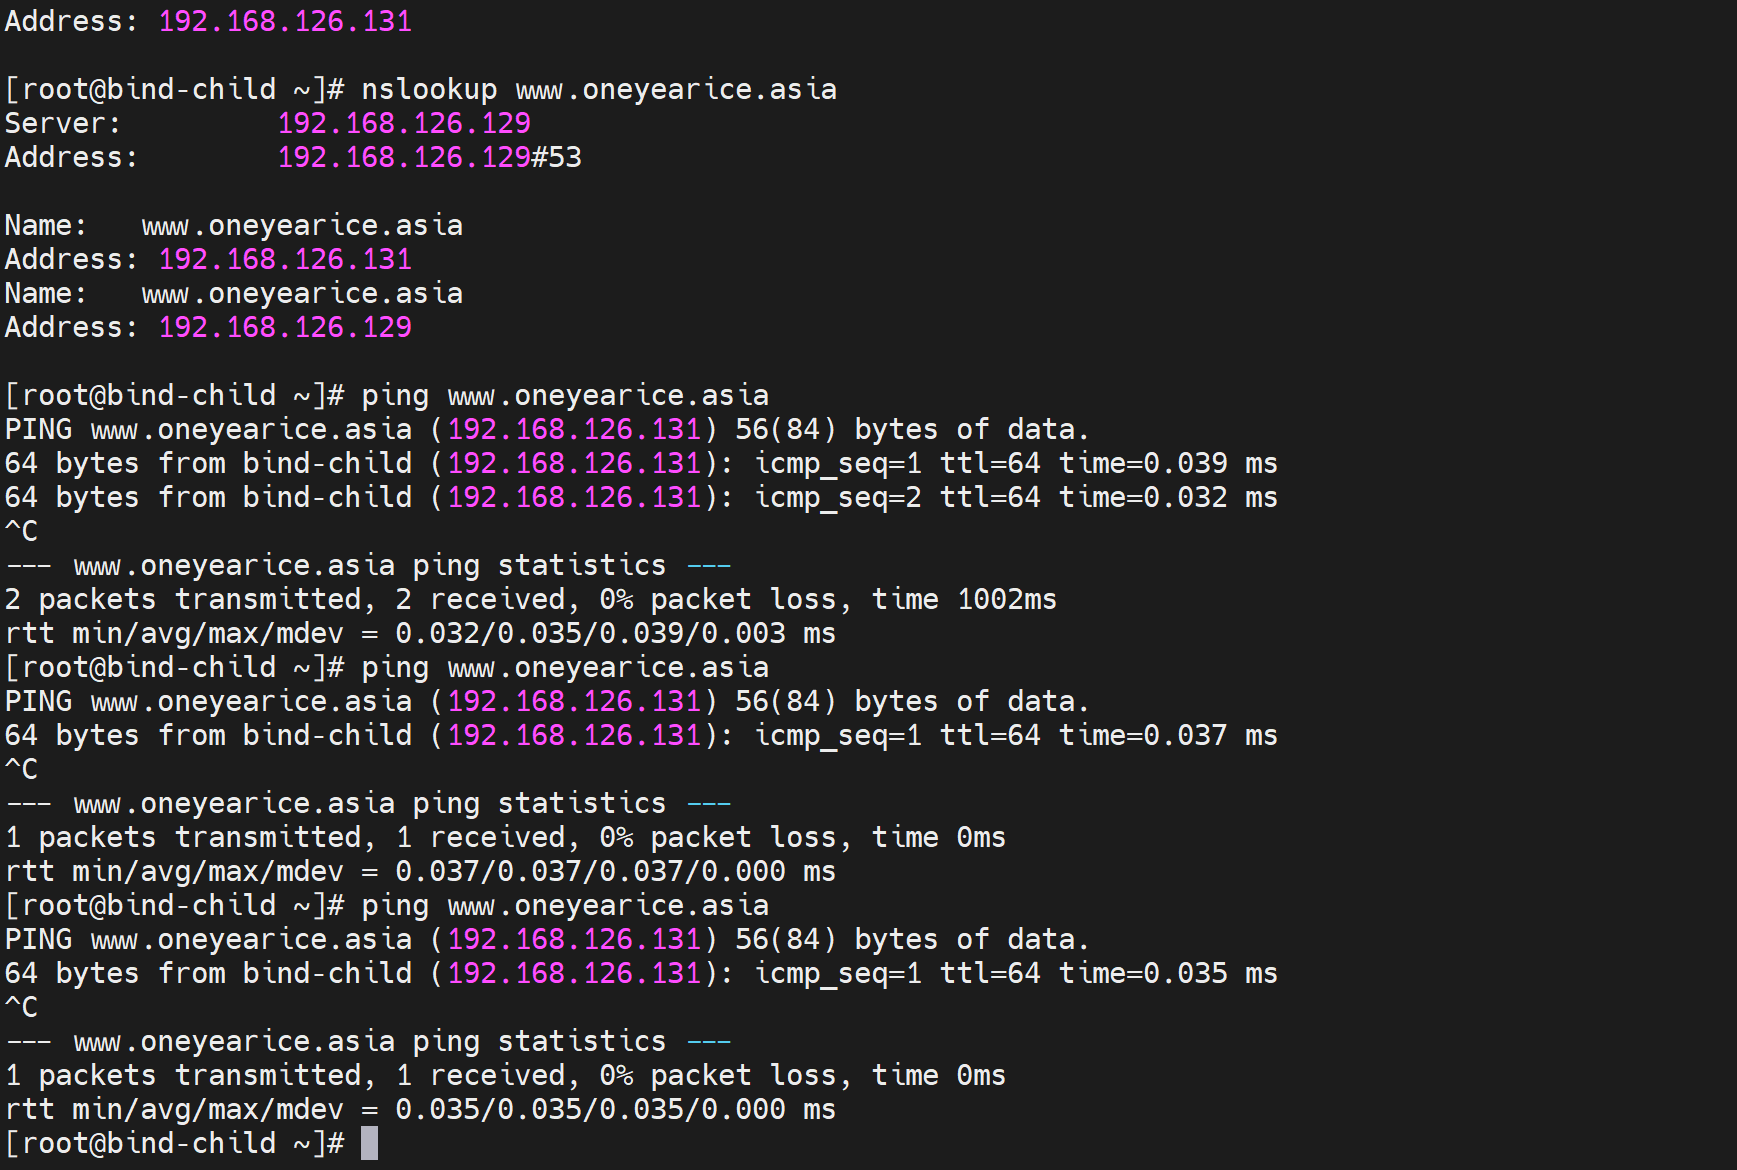 Address: 192.168.126.131
[root@bind-child ~]# nslookup www.oneyearice.asia
Server:         192.168.126.129
Address:        192.168.126.129#53
Name:   www.oneyearice.asia
Address: 192.168.126.131
Name:   www.oneyearice.asia
Address: 192.168.126.129
[root@bind-child ~]# ping www.oneyearice.asia
PING www.oneyearice.asia (192.168.126.131) 56(84) bytes of data.
64 bytes from bind-child (192.168.126.131): icmp_seq=1 ttl=64 time=0.039 ms
64 bytes from bind-child (192.168.126.131): icmp_seq=2 ttl=64 time=0.032 ms
^C
--- www.oneyearice.asia ping statistics ---
2 packets transmitted, 2 received, 0% packet loss, time 1002ms
rtt min/avg/max/mdev = 0.032/0.035/0.039/0.003 ms
[root@bind-child ~]# ping www.oneyearice.asia
PING www.oneyearice.asia (192.168.126.131) 56(84) bytes of data.
64 bytes from bind-child (192.168.126.131): icmp_seq=1 ttl=64 time=0.037 ms
^C
--- www.oneyearice.asia ping statistics ---
1 packets transmitted, 1 received, 0% packet loss, time 0ms
rtt min/avg/max/mdev = 0.037/0.037/0.037/0.000 ms
[root@bind-child ~]# ping www.oneyearice.asia
PING www.oneyearice.asia (192.168.126.131) 56(84) bytes of data.
64 bytes from bind-child (192.168.126.131): icmp_seq=1 ttl=64 time=0.035 ms
^C
--- www.oneyearice.asia ping statistics ---
1 packets transmitted, 1 received, 0% packet loss, time 0ms
rtt min/avg/max/mdev = 0.035/0.035/0.035/0.000 ms
[root@bind-child ~]#